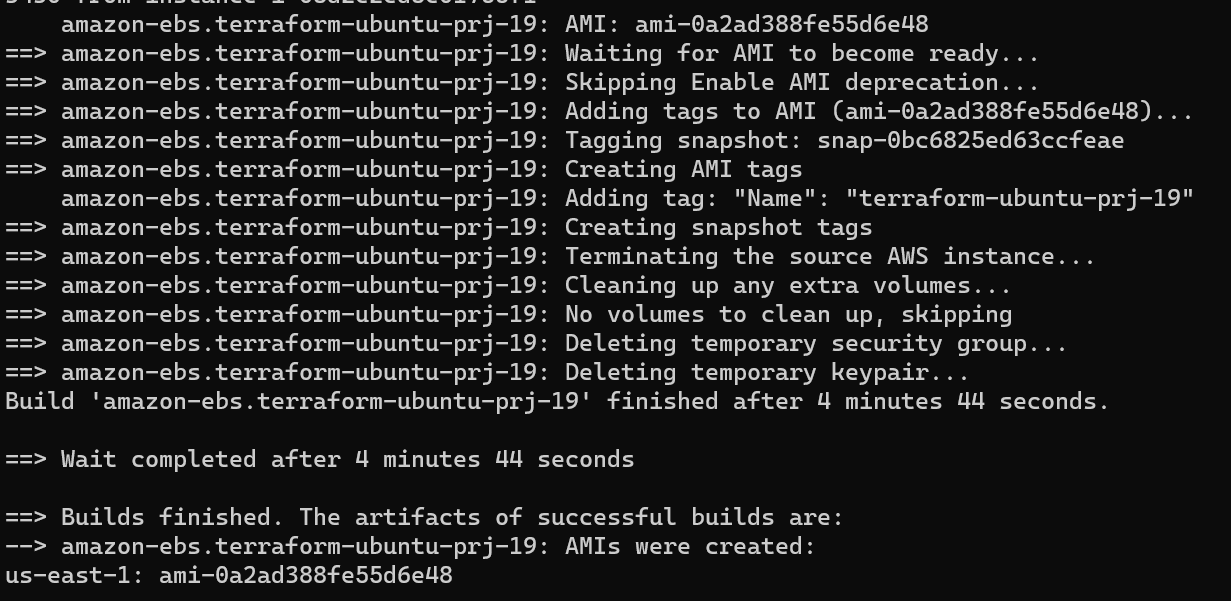 amazon-ebs.terraform-ubuntu-prj-19: AMI: ami-0a2ad388fe55d6e48
==> amazon-ebs.terraform-ubuntu-prj-19: Waiting for AMI to become ready...
==> amazon-ebs.terraform-ubuntu-prj-19: Skipping Enable AMI deprecation...
==> amazon-ebs.terraform-ubuntu-prj-19: Adding tags to AMI (ami-0a2ad388fe55d6e48)...
==> amazon-ebs.terraform-ubuntu-prj-19: Tagging snapshot: snap-0bc6825ed63ccfeae
==> amazon-ebs.terraform-ubuntu-prj-19: Creating AMI tags
    amazon-ebs.terraform-ubuntu-prj-19: Adding tag: "Name": "terraform-ubuntu-prj-19"
==> amazon-ebs.terraform-ubuntu-prj-19: Creating snapshot tags
==> amazon-ebs.terraform-ubuntu-prj-19: Terminating the source AWS instance...
==> amazon-ebs.terraform-ubuntu-prj-19: Cleaning up any extra volumes...
==> amazon-ebs.terraform-ubuntu-prj-19: No volumes to clean up, skipping
==> amazon-ebs.terraform-ubuntu-prj-19: Deleting temporary security group...
==> amazon-ebs.terraform-ubuntu-prj-19: Deleting temporary keypair...
Build 'amazon-ebs.terraform-ubuntu-prj-19' finished after 4 minutes 44 seconds.
==> Wait completed after 4 minutes 44 seconds
==> Builds finished. The artifacts of successful builds are:
--> amazon-ebs.terraform-ubuntu-prj-19: AMIs were created:
us-east-1: ami-0a2ad388fe55d6e48